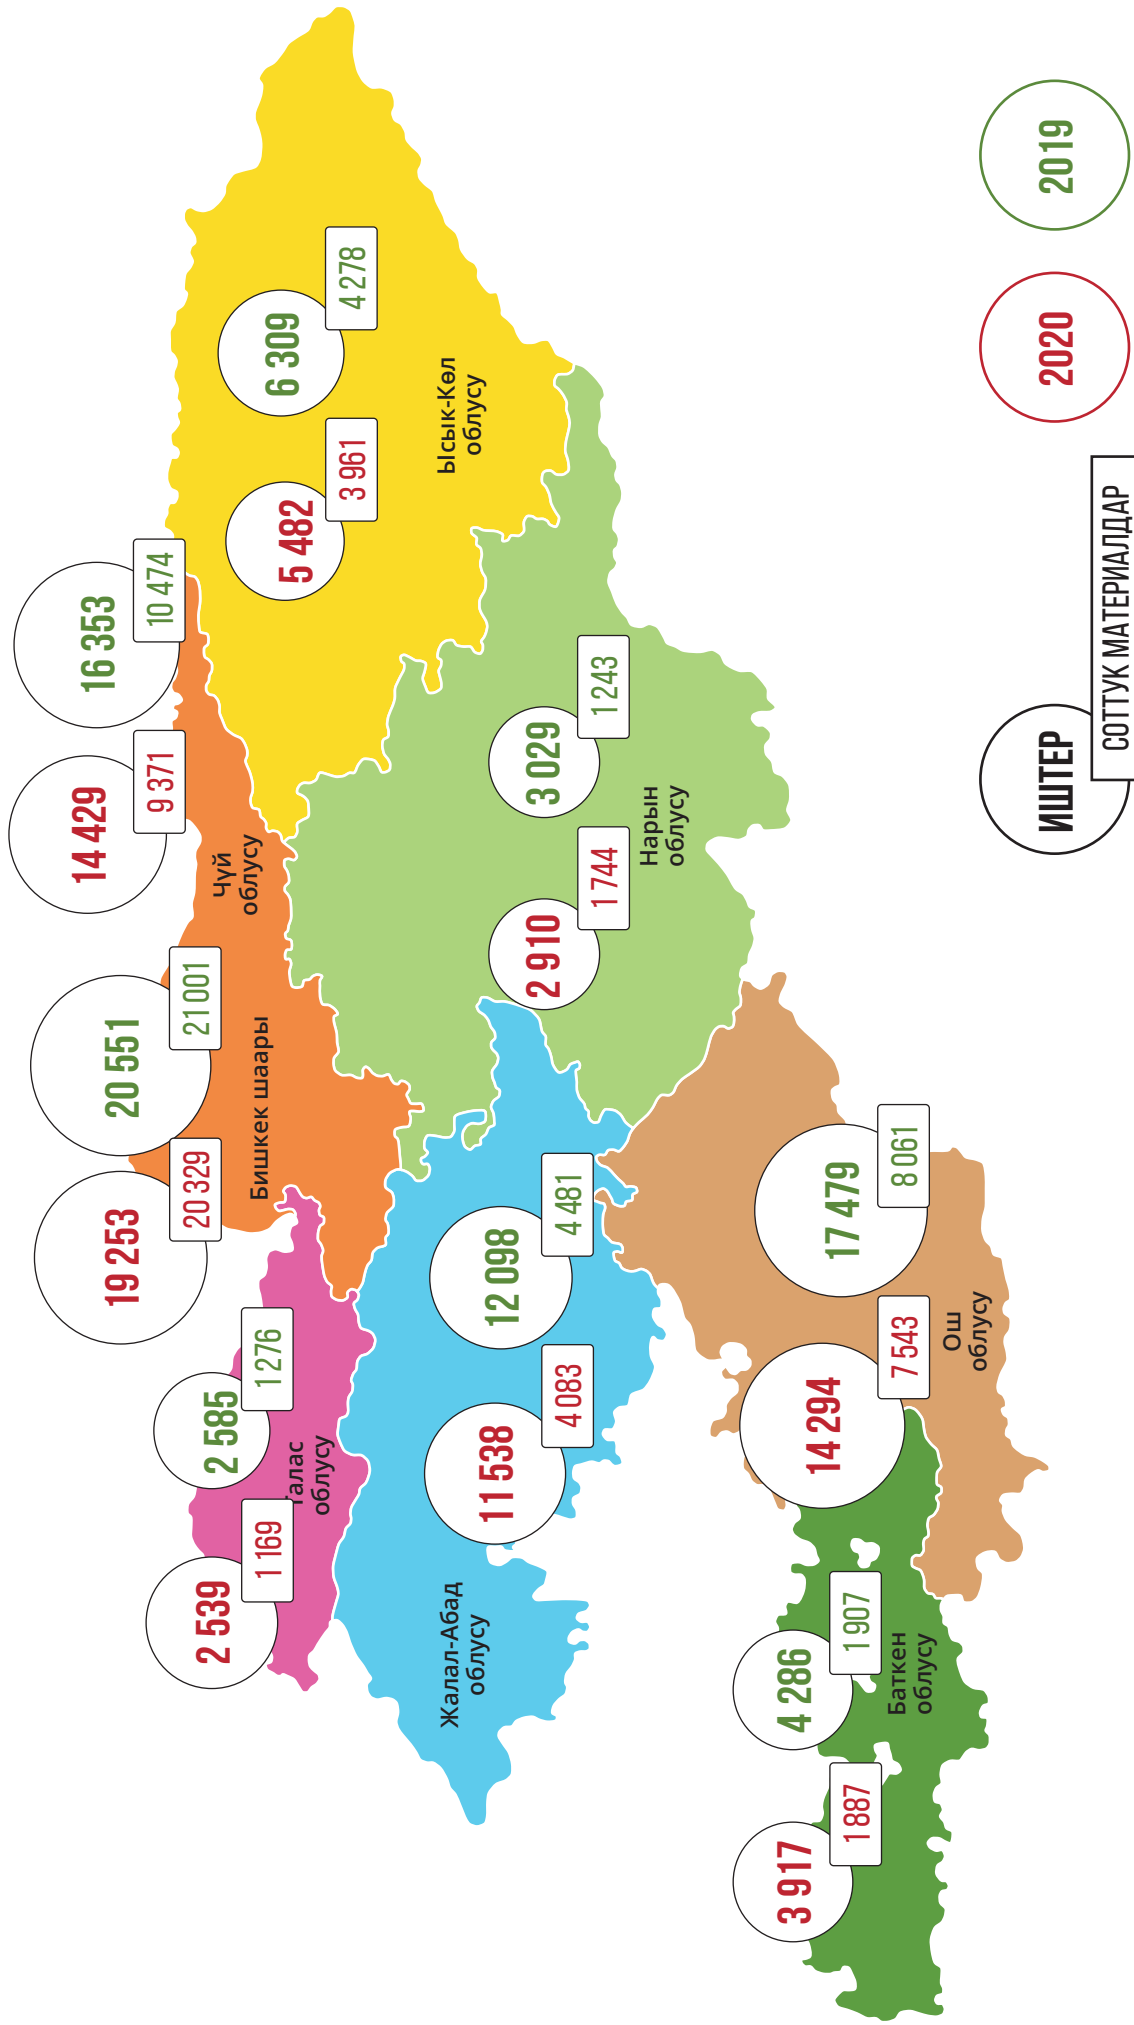 2 539
1 169
2 585
1 276
Талас
облусу
19 253
20 329
20 551
21 001
Бишкек шаары
14 429
9 371
16 353
10 474
Чүй
облусу
5 482
3 961
6 309
4 278
Ысык-Көл
облусу
11 538
4 083
12 098
4 481
Жалал-Абад
облусу
2 910
1 744
3 029
1 243
Нарын
облусу
3 917
1 887
4 286
1 907
Баткен
облусу
14 294
7 543
17 479
8 061
Ош
облусу
ИШТЕР
СОТТУК МАТЕРИАЛДАР
2020
2019